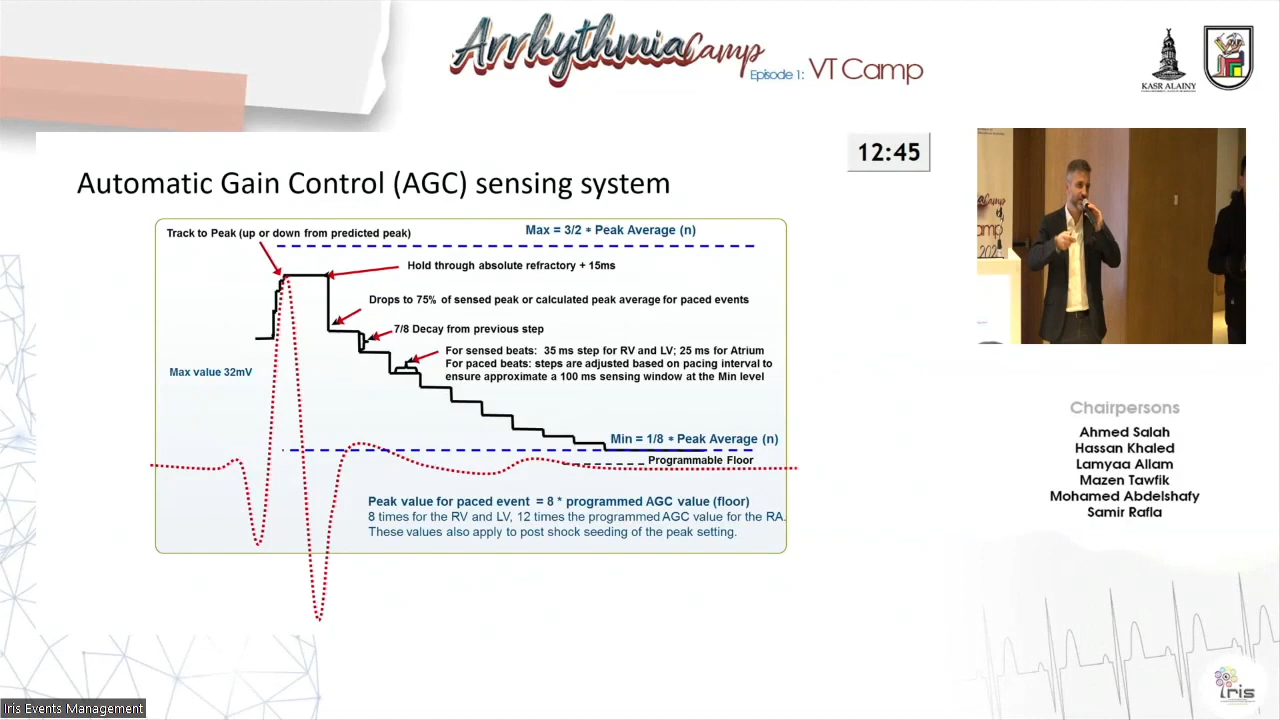 Arrhythmia Camp
Episode 1: VT Camp
KASR ALAINY
12:45
Automatic Gain Control (AGC) sensing system
Track to Peak (up or down from predicted peak)
Max = 3/2 * Peak Average (n)
Hold through absolute refractory + 15ms
Drops to 75% of sensed peak or calculated peak average for paced events
7/8 Decay from previous step
For sensed beats: 35 ms step for RV and LV; 25 ms for Atrium
For paced beats: steps are adjusted based on pacing interval to
ensure approximate a 100 ms sensing window at the Min level
Max value 32mV
Min = 1/8 * Peak Average (n)
Programmable Floor
Peak value for paced event = 8 * programmed AGC value (floor)
8 times for the RV and LV, 12 times the programmed AGC value for the RA.
These values also apply to post shock seeding of the peak setting.
Chairpersons
Ahmed Salah
Hassan Khaled
Lamyaa Allam
Mazen Tawfik
Mohamed Abdelshafy
Samir Rafla
Iris
Iris Events Management